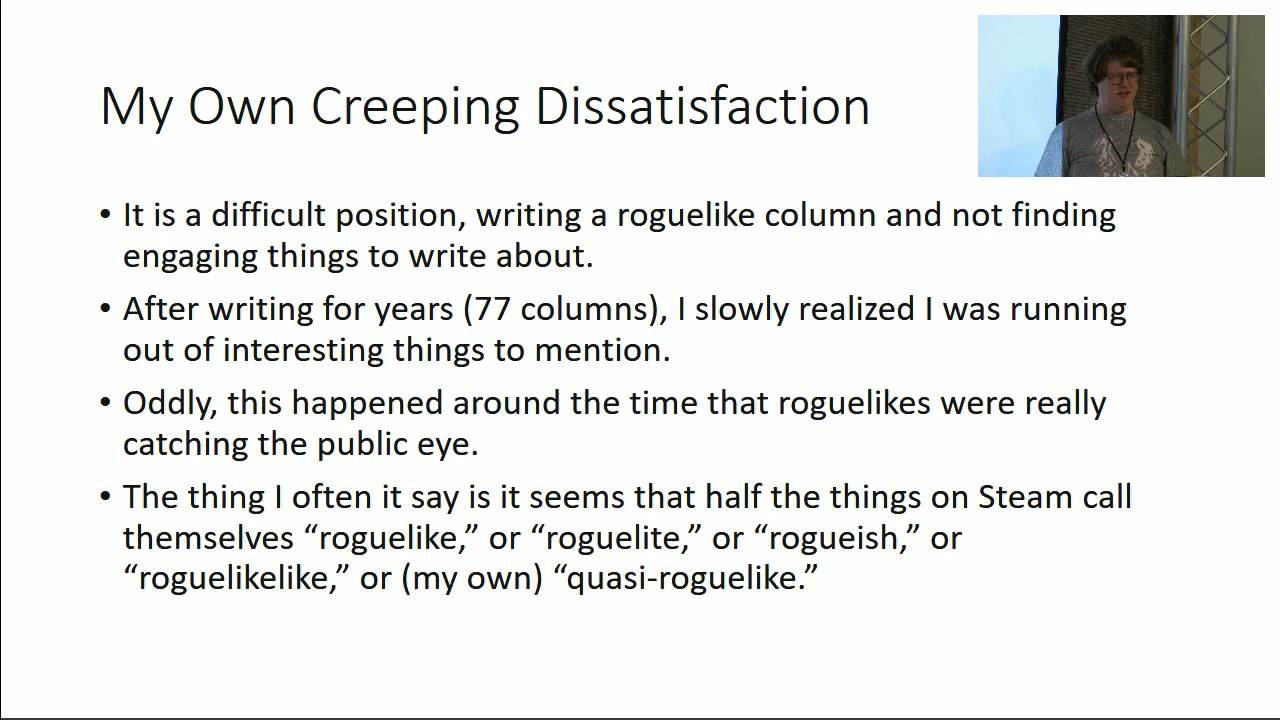 My Own Creeping Dissatisfaction
• It is a difficult position, writing a roguelike column and not finding
engaging things to write about.
• After writing for years (77 columns), I slowly realized I was running
out of interesting things to mention.
• Oddly, this happened around the time that roguelikes were really
catching the public eye.
• The thing I often it say is it seems that half the things on Steam call
themselves “roguelike,” or “roguelite,” or “rogueish,” or
“roguelikelike,” or (my own) “quasi-roguelike.”